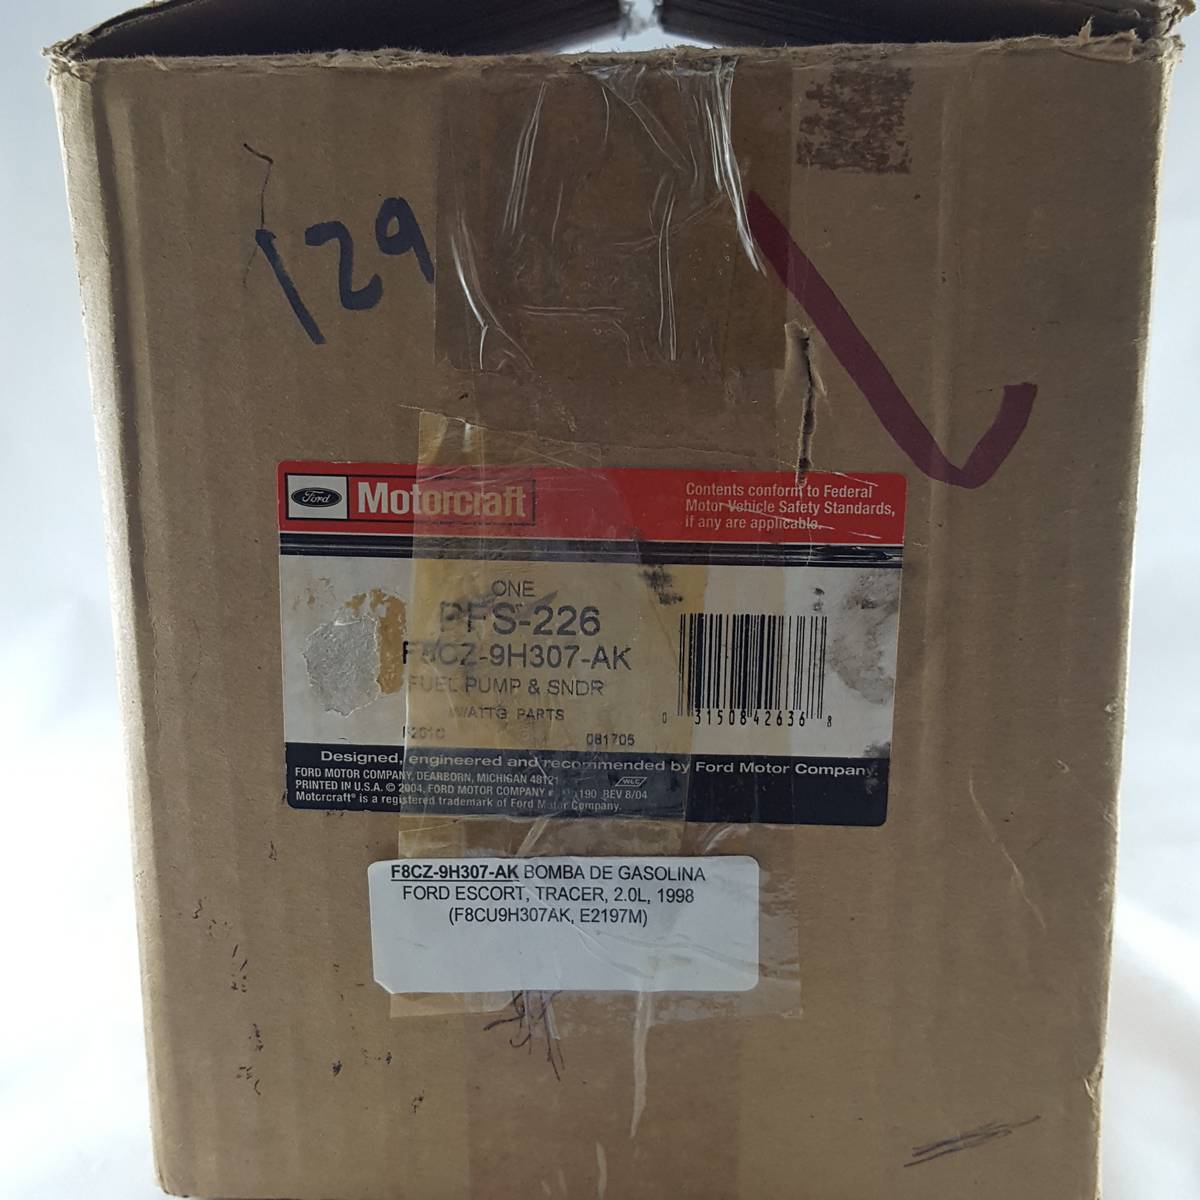 129
Ford
Motorcraft
Contents conform to Federal
Motor Vehicle Safety Standards,
if any are applicable.
ONE
PFS-226
F8CZ-9H307-AK
FUEL PUMP & SNDR
W/ATTG PARTS
081705
0 31508 42636 8
Designed, engineered and recommended by Ford Motor Company.
FORD MOTOR COMPANY, DEARBORN, MICHIGAN 48121
PRINTED IN U.S.A. © 2004, FORD MOTOR COMPANY REV 8/04
Motorcraft® is a registered trademark of Ford Motor Company.
F8CZ-9H307-AK BOMBA DE GASOLINA
FORD ESCORT, TRACER, 2.0L, 1998
(F8CU9H307AK, E2197M)